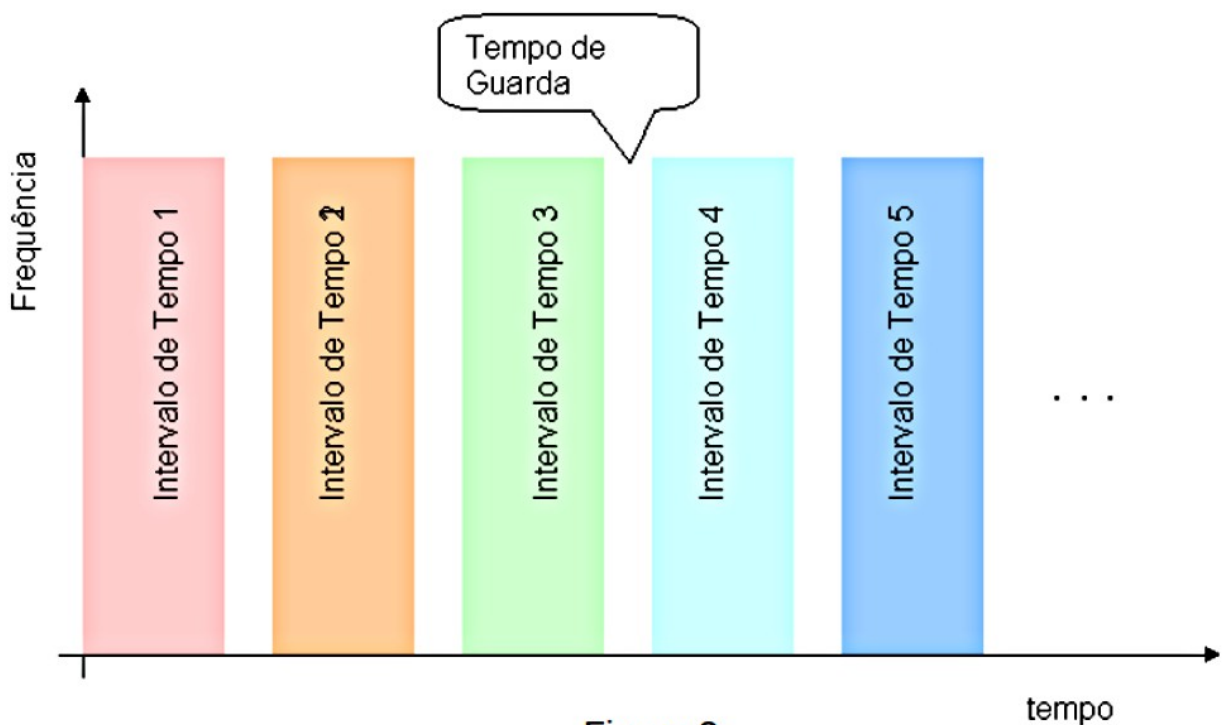 Tempo de
Guarda
Frequência
Intervalo de Tempo 1
Intervalo de Tempo
Intervalo de Tempo 3
Intervalo de Tempo 4
Intervalo de Tempo 5
. . .
tempo